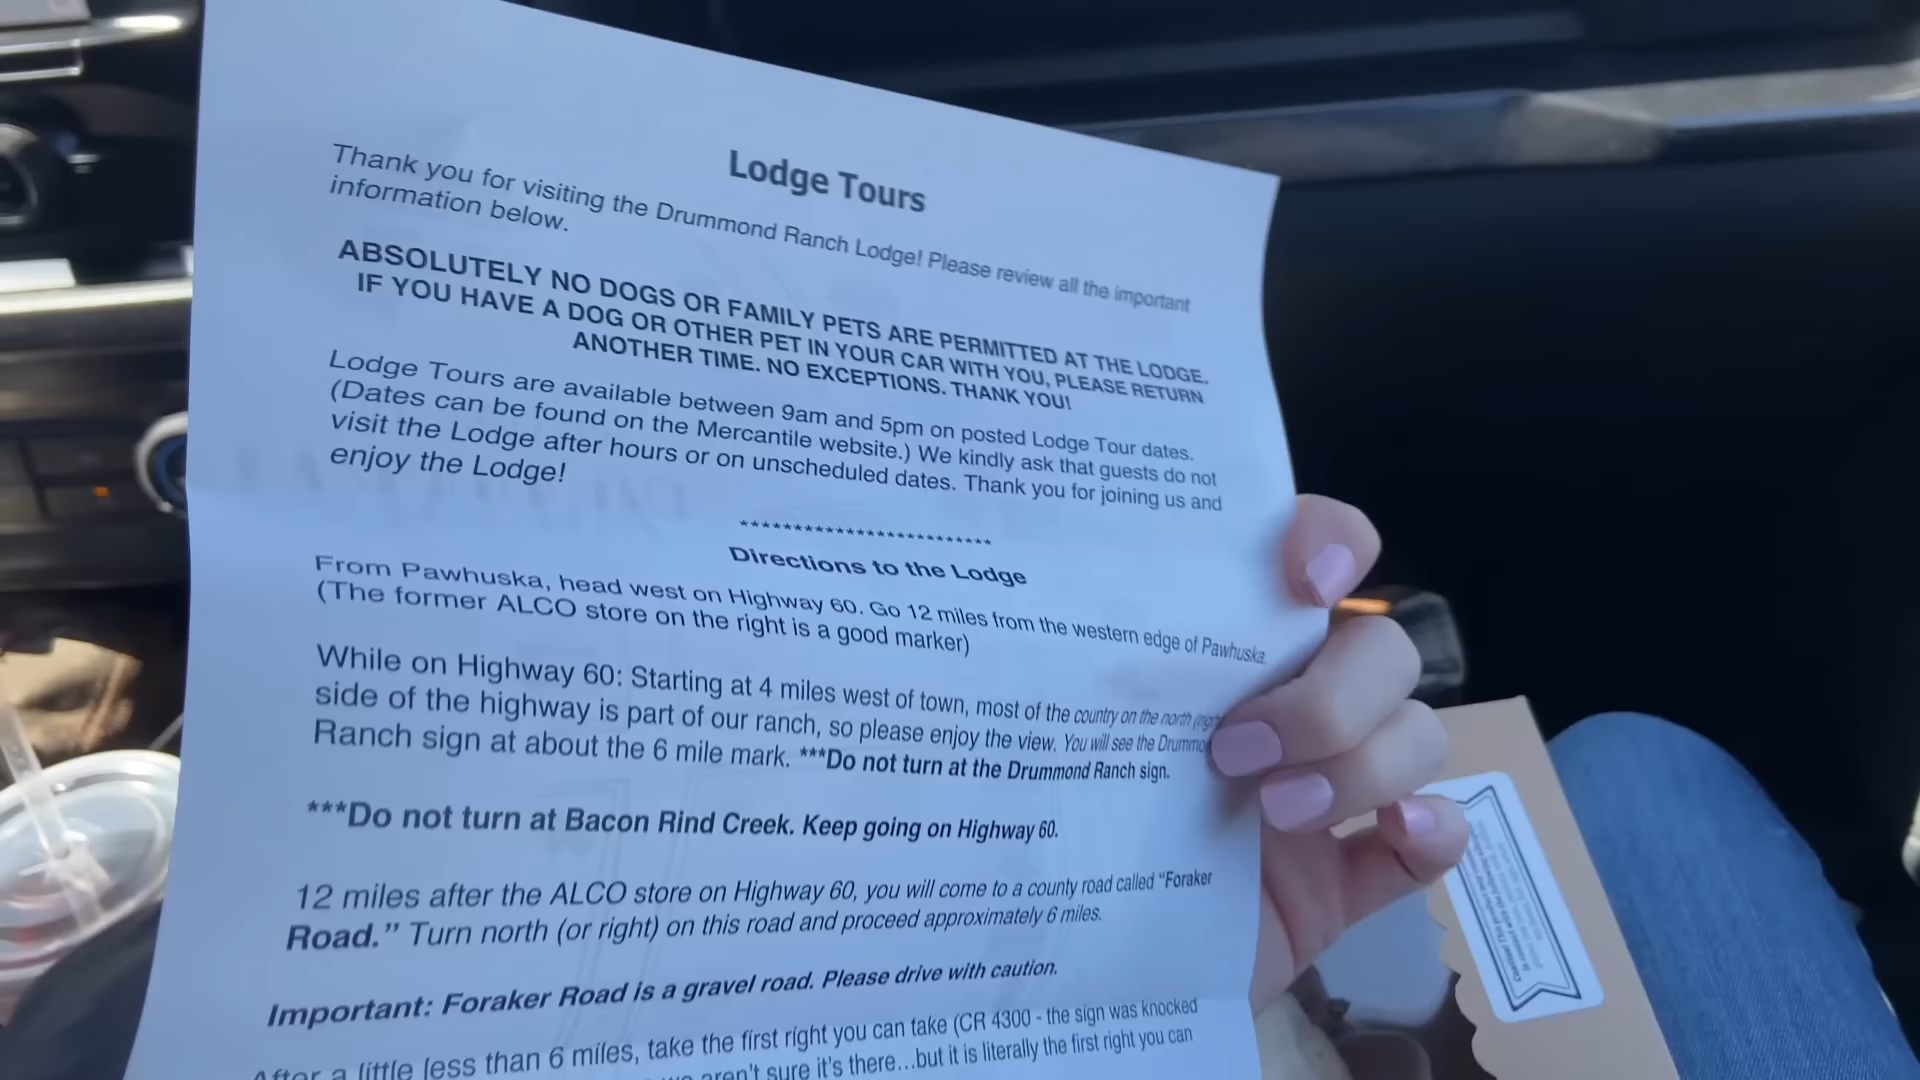 Lodge Tours
Thank you for visiting the Drummond Ranch Lodge! Please review all the important
information below.
ABSOLUTELY NO DOGS OR FAMILY PETS ARE PERMITTED AT THE LODGE.
IF YOU HAVE A DOG OR OTHER PET IN YOUR CAR WITH YOU, PLEASE RETURN
ANOTHER TIME. NO EXCEPTIONS. THANK YOU!
Lodge Tours are available between 9am and 5pm on posted Lodge Tour dates.
(Dates can be found on the Mercantile website.) We kindly ask that guests do not
visit the Lodge after hours or on unscheduled dates. Thank you for joining us and
enjoy the Lodge!
*************************
Directions to the Lodge
From Pawhuska, head west on Highway 60. Go 12 miles from the western edge of Pawhuska.
(The former ALCO store on the right is a good marker)
While on Highway 60: Starting at 4 miles west of town, most of the country on the north (right
side of the highway is part of our ranch, so please enjoy the view. You will see the Drummo
Ranch sign at about the 6 mile mark. ***Do not turn at the Drummond Ranch sign.
***Do not turn at Bacon Rind Creek. Keep going on Highway 60.
12 miles after the ALCO store on Highway 60, you will come to a county road called “Foraker
Road.” Turn north (or right) on this road and proceed approximately 6 miles.
Important: Foraker Road is a gravel road. Please drive with caution.
After a little less than 6 miles, take the first right you can take (CR 4300 - the sign was knocked
aren't sure it's there...but it is literally the first right you can